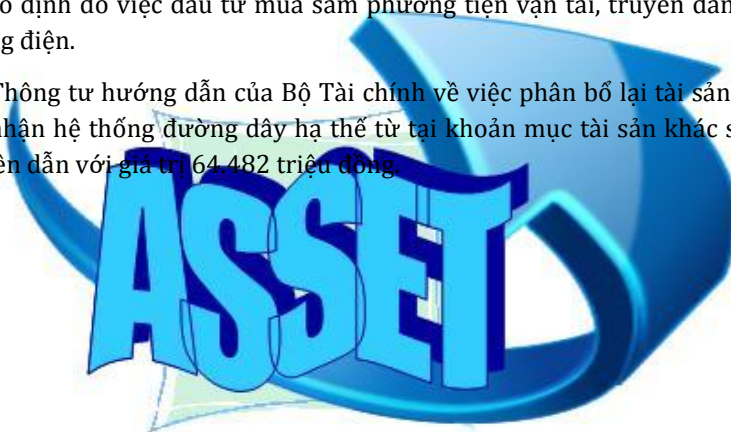 định do việc đầu tư mua sắm phương tiện vận tải, truyền dẫn
điện.
Thông tư hướng dẫn của Bộ Tài chính về việc phân bổ lại tài sản
nhận hệ thống đường dây hạ thế từ tại khoản mục tài sản khác
dẫn với giá trị 64.482 triệu đồng.
ASSET